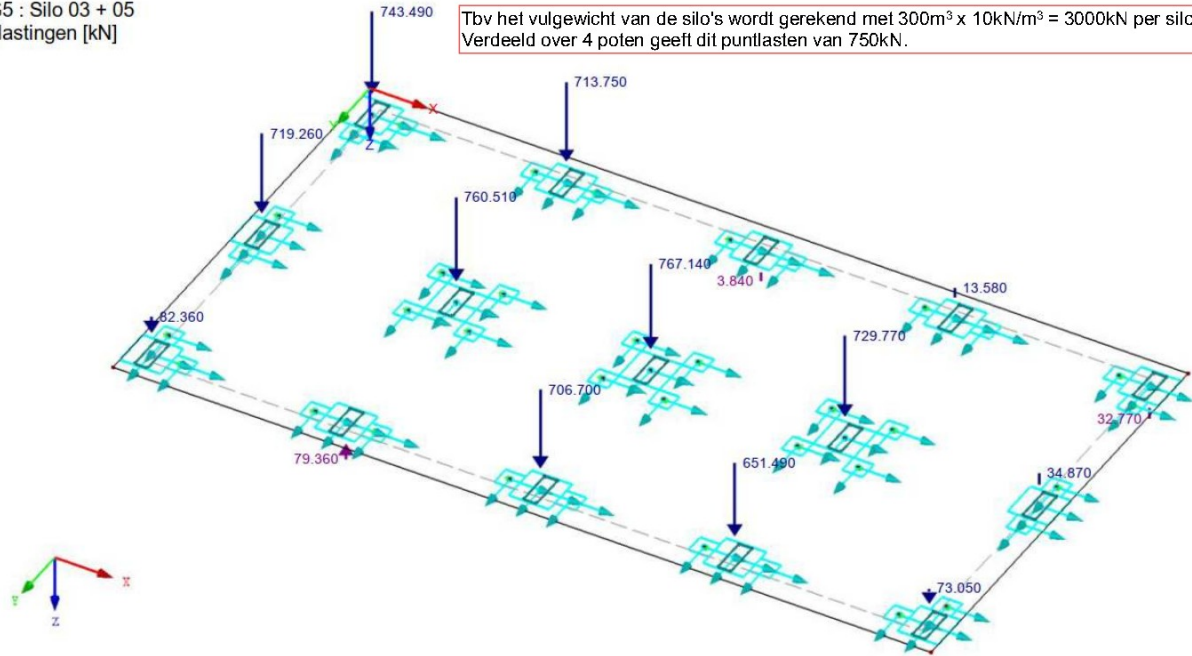 5 : Silo 03 + 05
lastingen [kN]
743.490
Tbv het vulgewicht van de silo's wordt gerekend met 300m³ x 10kN/m³ = 3000kN per silo
Verdeeld over 4 poten geeft dit puntlasten van 750kN.
713.750
X
Z
719.260
760.510
767.140
3.840
13.580
82.360
729.770
706.700
32.770
79.360
651.490
34.870
73.050
X
Y
Z